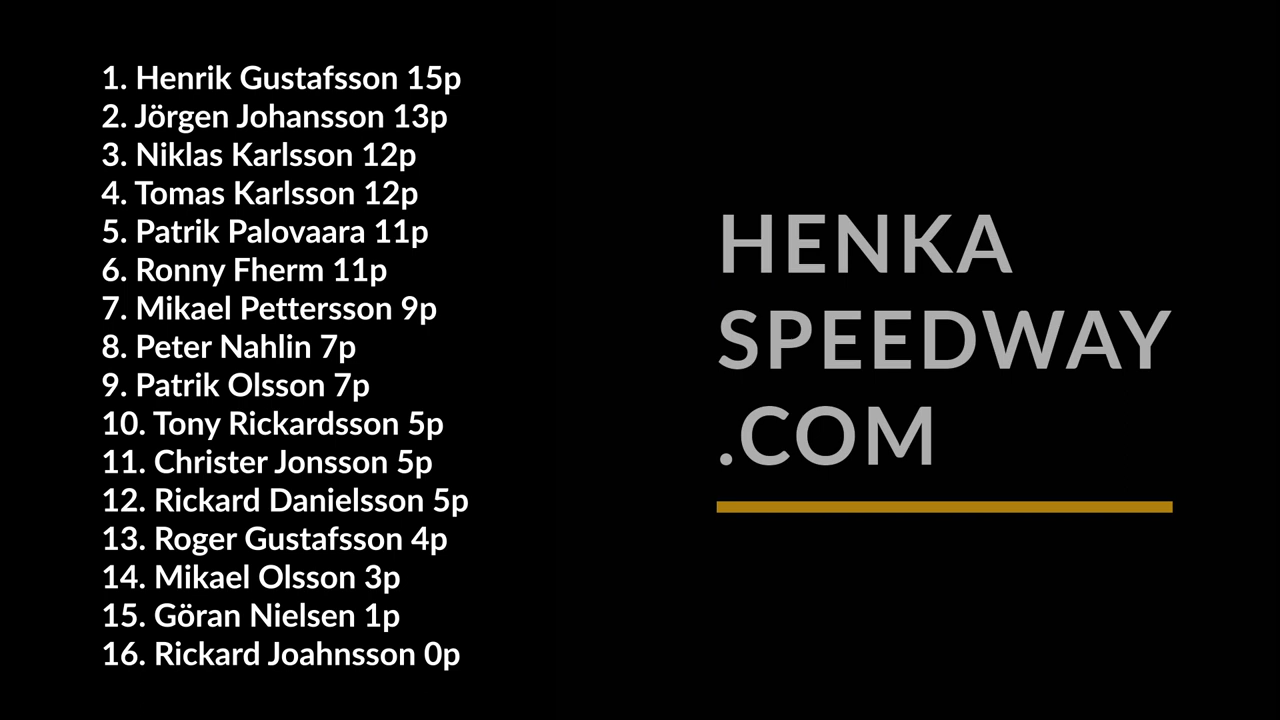 1. Henrik Gustafsson 15p
2. Jörgen Johansson 13p
3. Niklas Karlsson 12p
4. Tomas Karlsson 12p
5. Patrik Palovaara 11p
6. Ronny Fherm 11p
7. Mikael Pettersson 9p
8. Peter Nahlin 7p
9. Patrik Olsson 7p
10. Tony Rickardsson 5p
11. Christer Jonsson 5p
12. Rickard Danielsson 5p
13. Roger Gustafsson 4p
14. Mikael Olsson 3p
15. Göran Nielsen 1p
16. Rickard Joahnsson 0p
HENKA
SPEEDWAY
.COM